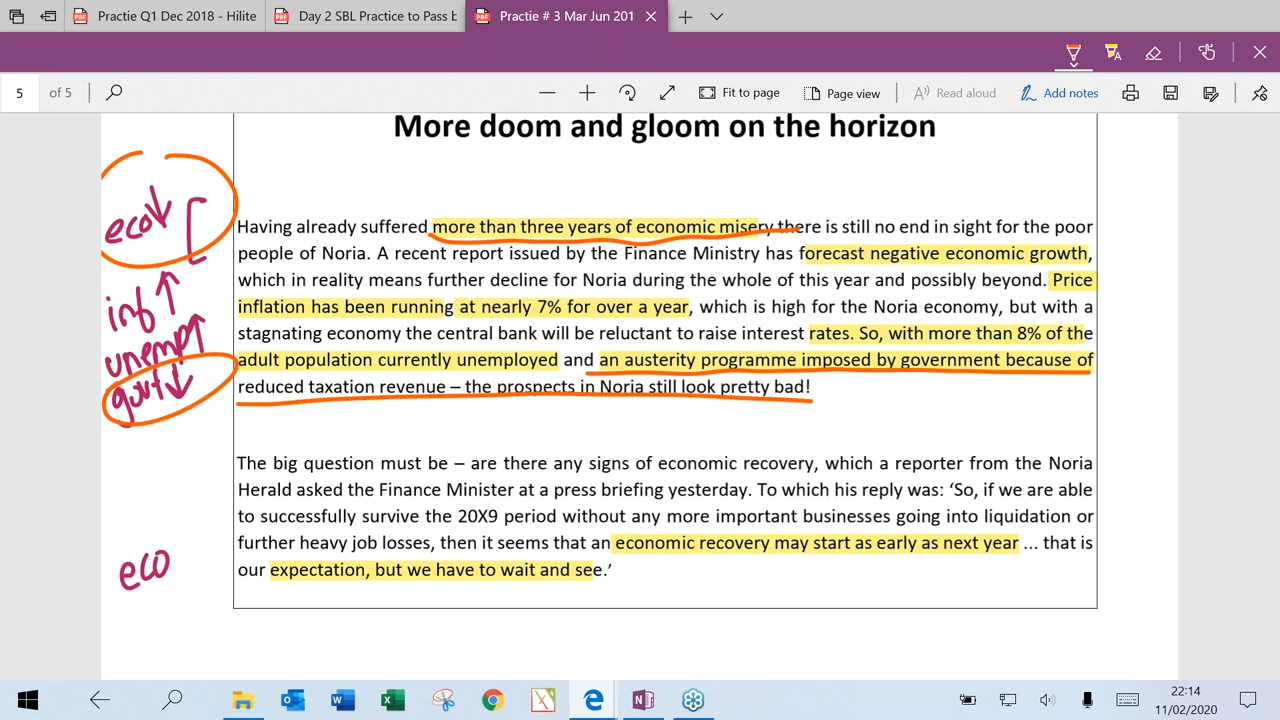 Practie Q1 Dec 2018 - Hilite
Day 2 SBL Practice to Pass b
Practie # 3 Mar Jun 201
5 of 5
Fit to page
Page view
Read aloud
Add notes
More doom and gloom on the horizon
eco
Having already suffered more than three years of economic misery there is still no end in sight for the poor
people of Noria. A recent report issued by the Finance Ministry has forecast negative economic growth,
which in reality means further decline for Noria during the whole of this year and possibly beyond. Price
inf
inflation has been running at nearly 7% for over a year, which is high for the Noria economy, but with a
stagnating economy the central bank will be reluctant to raise interest rates. So, with more than 8% of the
unemp
adult population currently unemployed and an austerity programme imposed by government because of
govt
reduced taxation revenue – the prospects in Noria still look pretty bad!
The big question must be – are there any signs of economic recovery, which a reporter from the Noria
Herald asked the Finance Minister at a press briefing yesterday. To which his reply was: ‘So, if we are able
to successfully survive the 20X9 period without any more important businesses going into liquidation or
further heavy job losses, then it seems that an economic recovery may start as early as next year ... that is
eco
our expectation, but we have to wait and see.’
22:14
11/02/2020